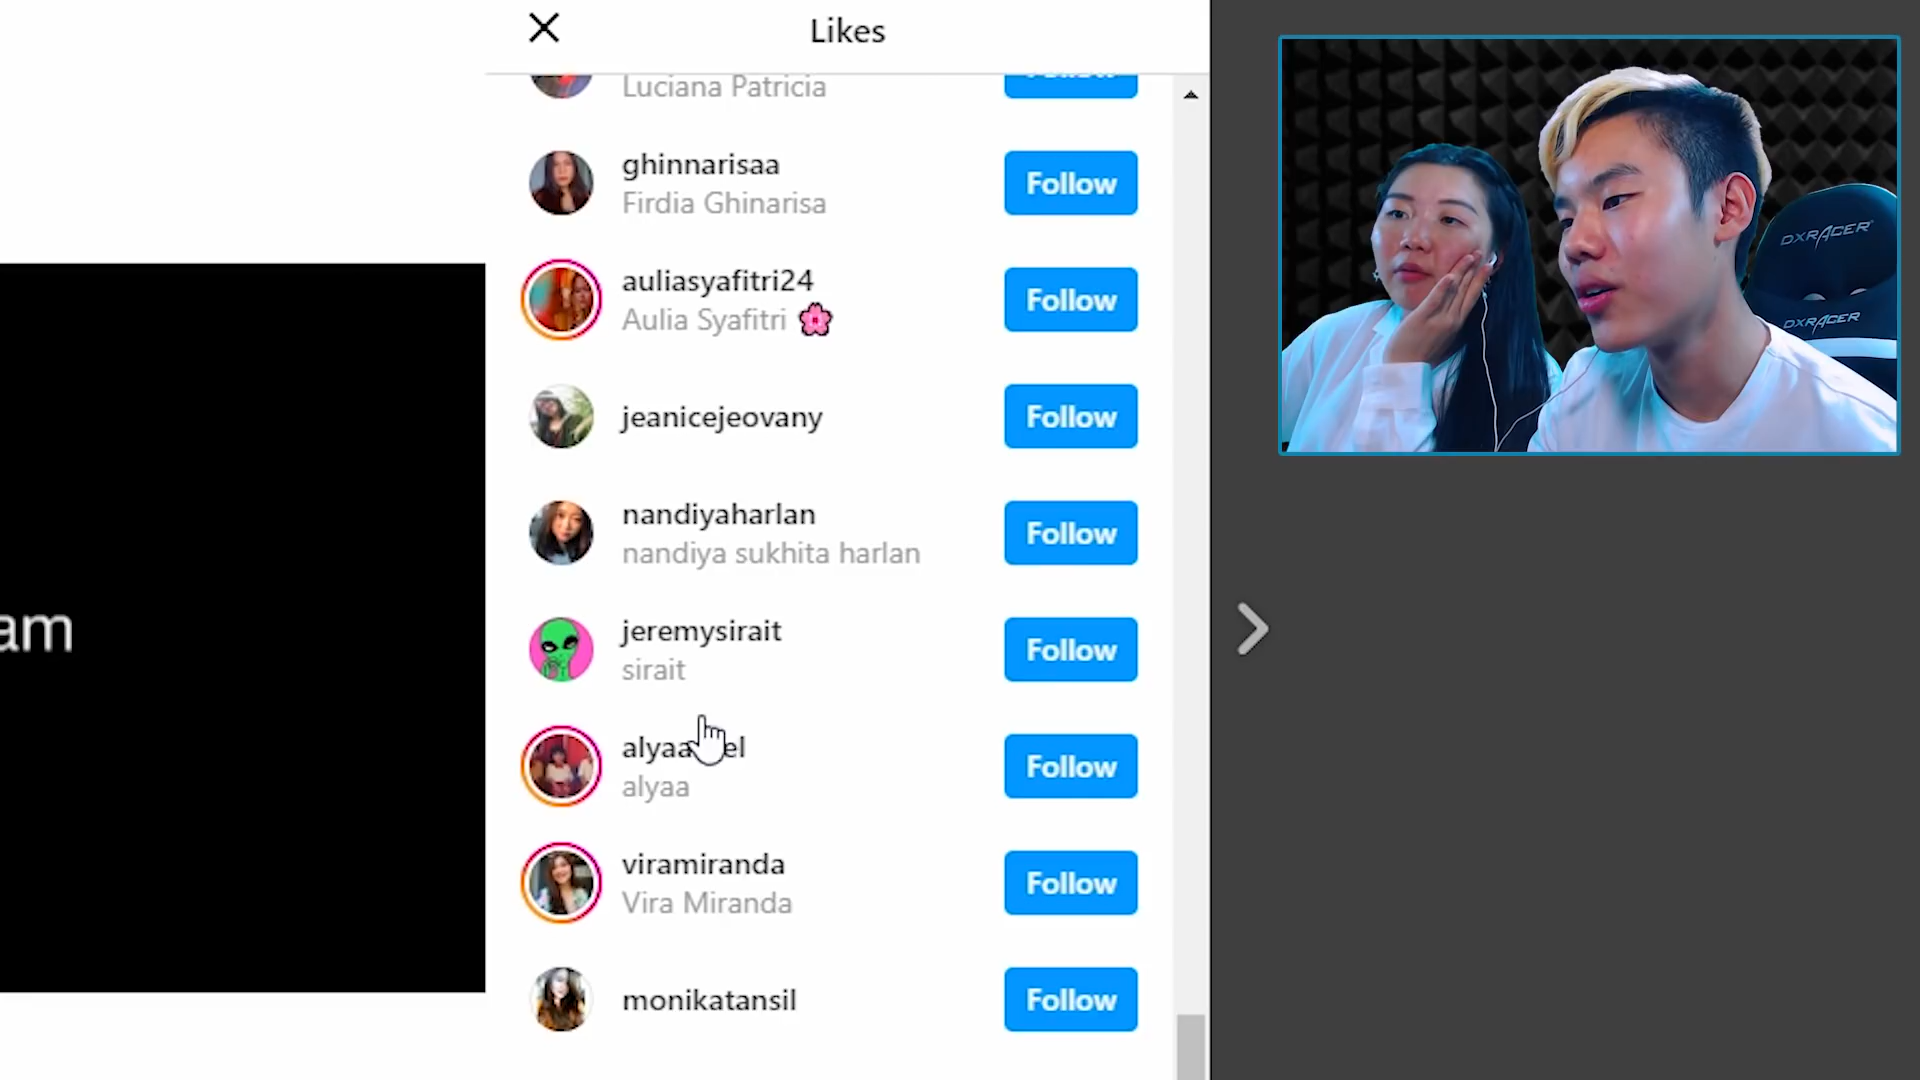 Likes
Luciana Patricia
Follow
ghinnarisaa
Firdia Ghinarisa
Follow
auliasyafitri24
Aulia Syafitri 🌸
Follow
jeanicejeovany
Follow
nandiyaharlan
nandiya sukhita harlan
Follow
jeremysirait
sirait
Follow
alyaa
alyaa
Follow
viramiranda
Vira Miranda
Follow
monikatansil
Follow
am
DXRACER
DXRACER